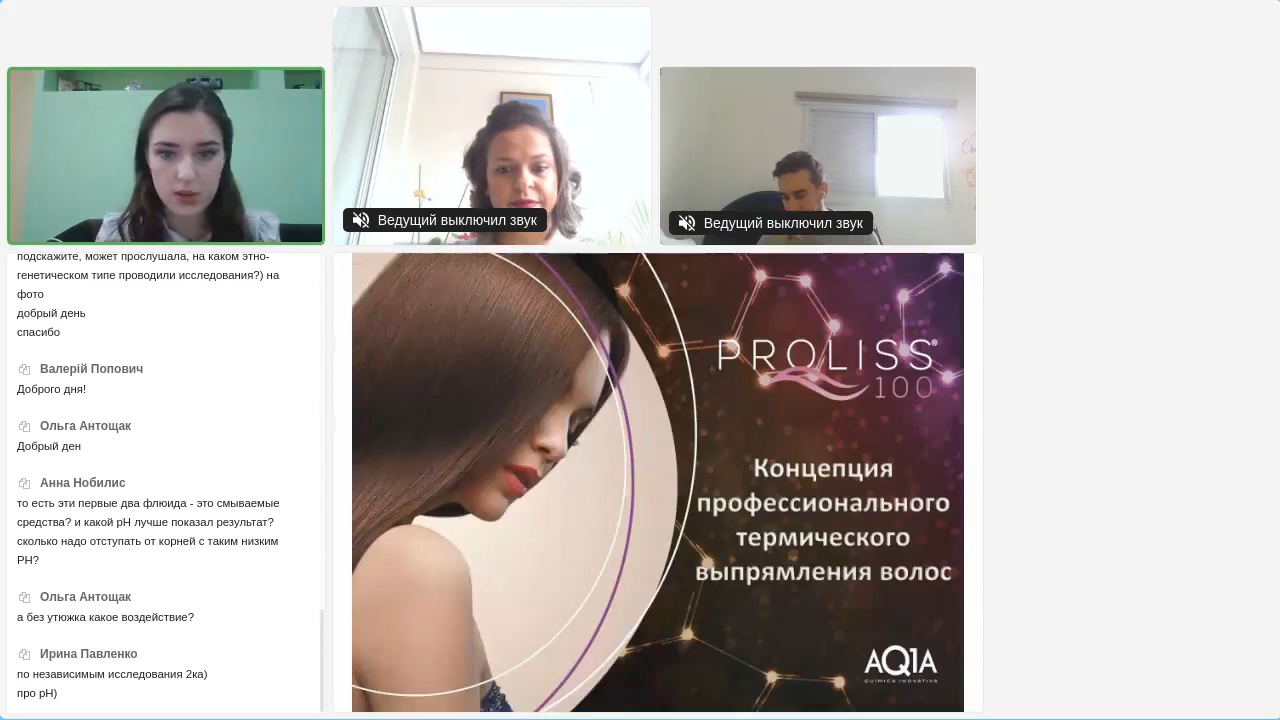 Ведущий выключил звук
Ведущий выключил звук
подскажите, может прослушала, на каком этно-
генетическом типе проводили исследования?) на
фото
добрый день
спасибо
Валерій Попович
Доброго дня!
Ольга Антощак
Добрый ден
Анна Нобилис
то есть эти первые два флюида - это смываемые
средства? и какой pH лучше показал результат?
сколько надо отступать от корней с таким низким
PH?
Ольга Антощак
а без утюжка какое воздействие?
Ирина Павленко
по независимым исследования 2ка)
про pH)
PROLISS®
100
Концепция
профессионального
термического
выпрямления волос
AQIA
QUÍMICA INOVATIVA